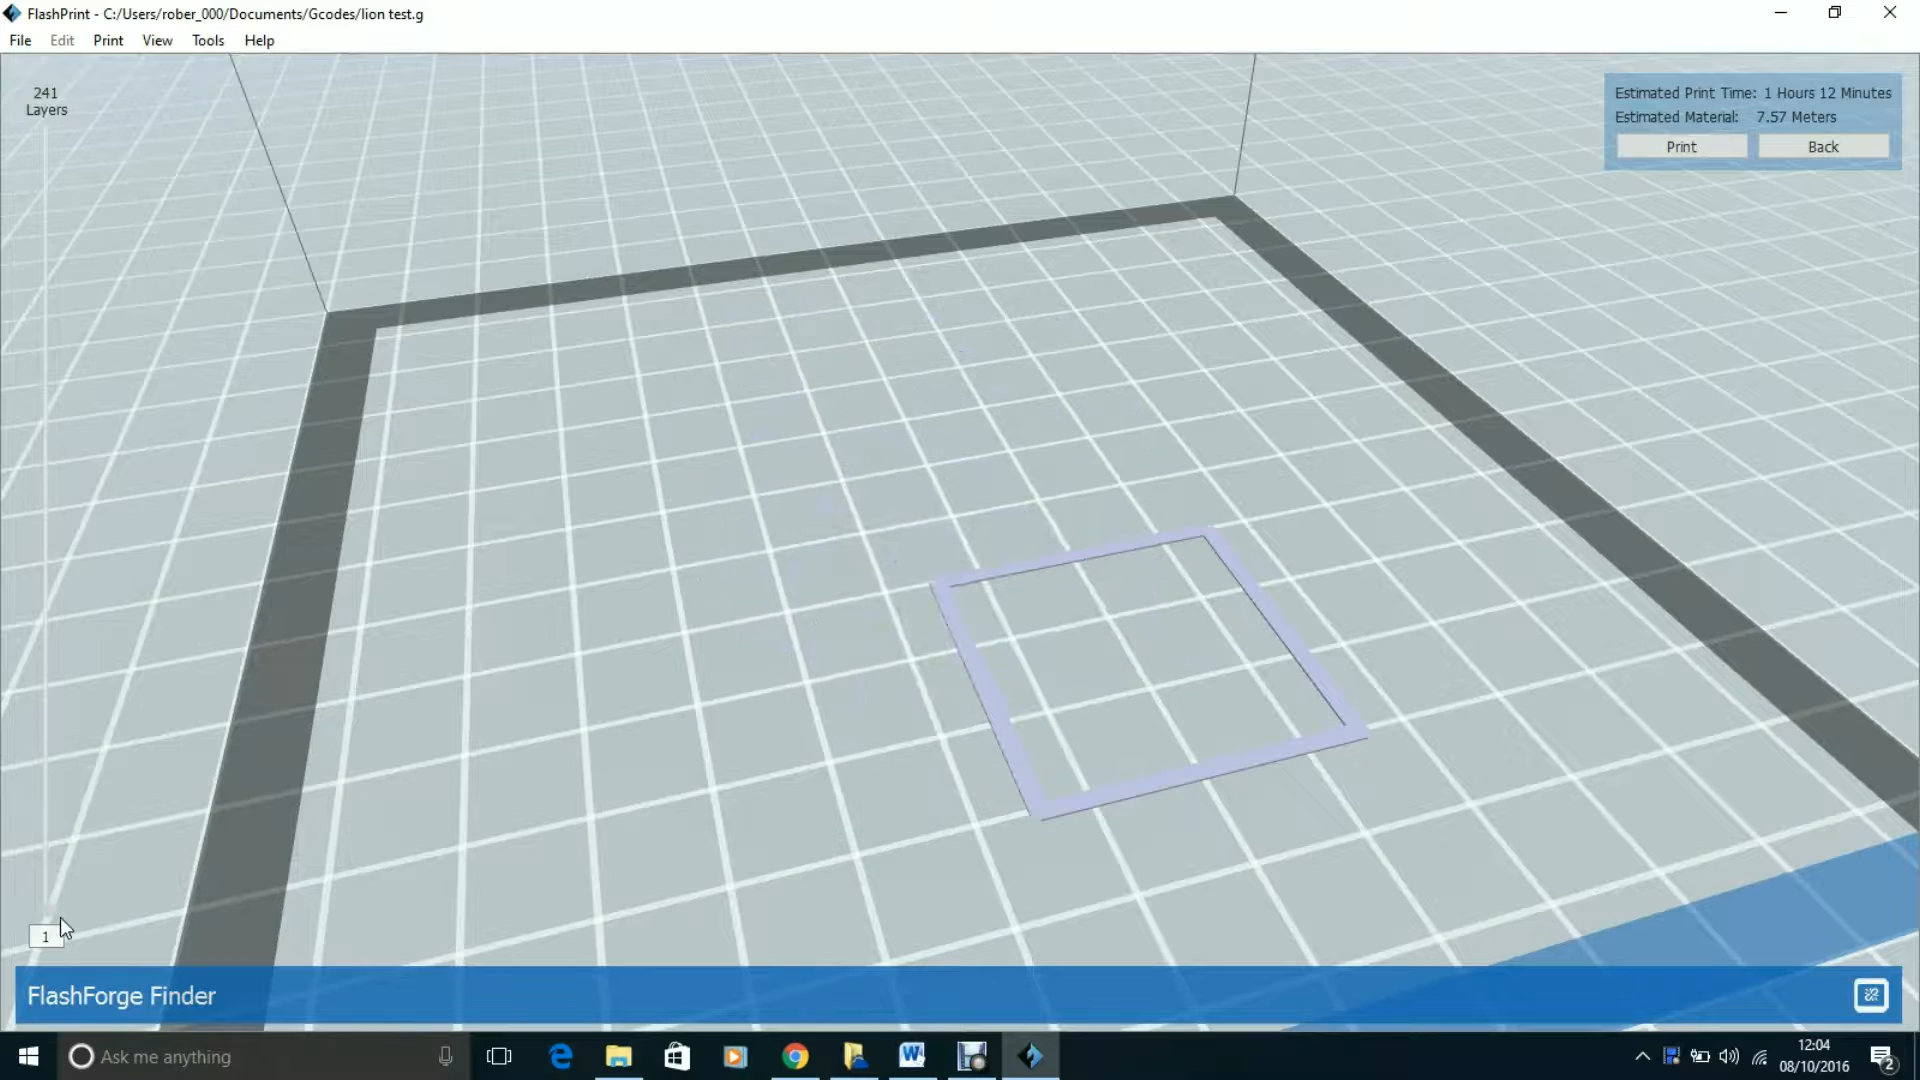 FlashPrint - C:/Users/rober_000/Documents/Gcodes/lion test.g
File Edit Print View Tools Help
241
Layers
Estimated Print Time: 1 Hours 12 Minutes
Estimated Material: 7.57 Meters
Print Back
1
FlashForge Finder
Ask me anything
W
12:04
08/10/2016
2